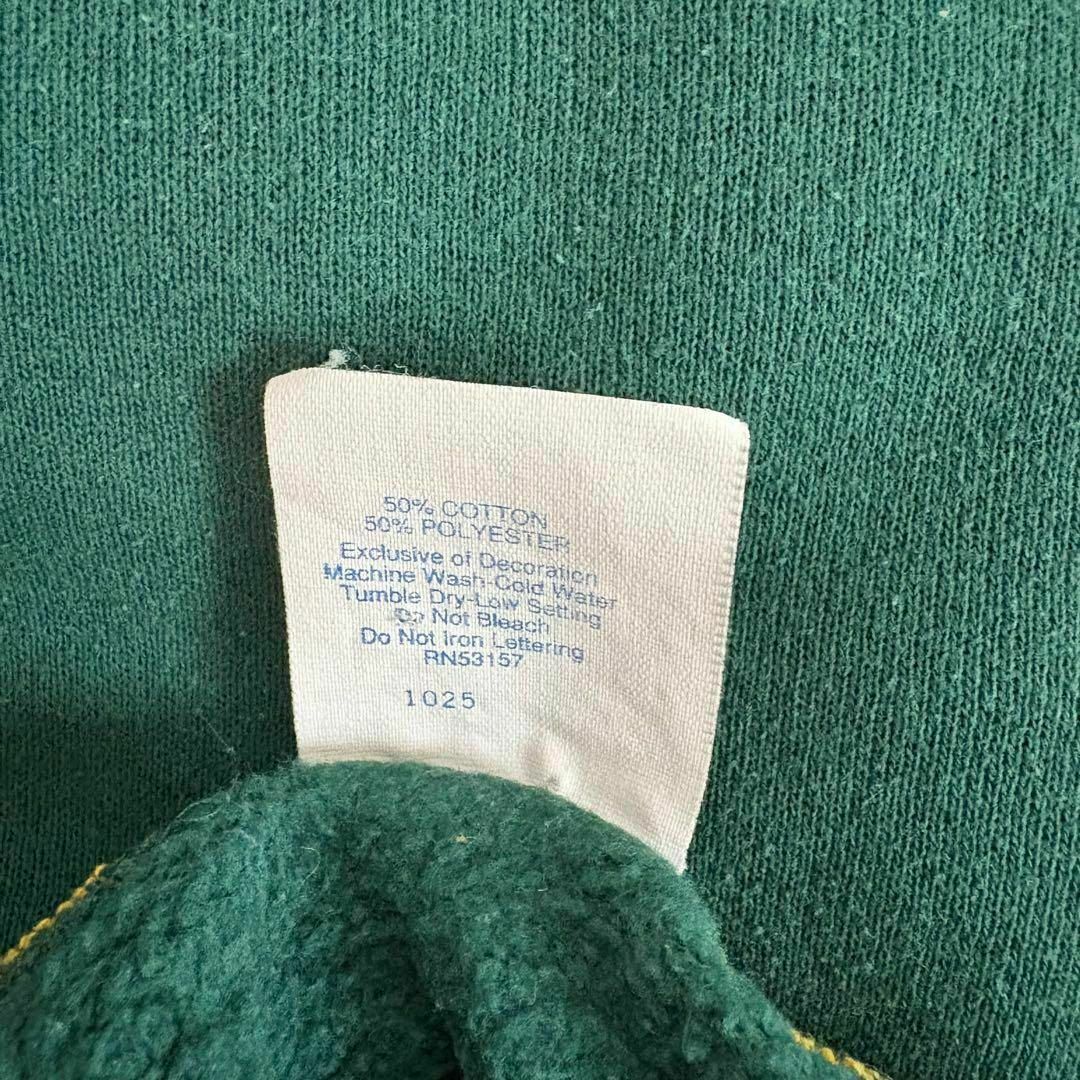 50% COTTON
50% POLYESTER
Exclusive of Decoration
Machine Wash-Cold Water
Tumble Dry-Low Setting
Do Not Bleach
Do Not Iron Lettering
RN53157
1025